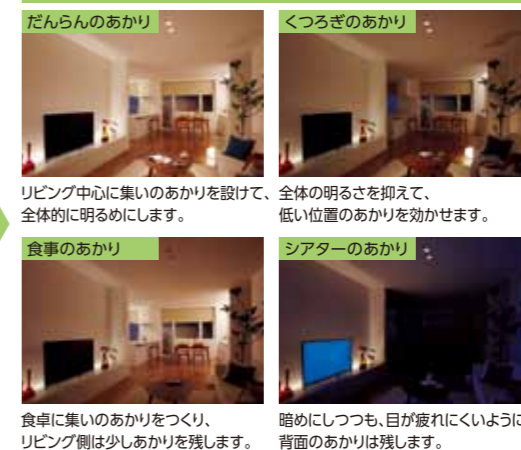 だんらんのあかり
くつろぎのあかり
リビング中心に集いのあかりを設けて、
全体的に明るめにします。
全体の明るさを抑えて、
低い位置のあかりを効かせます。
食事のあかり
シアターのあかり
食卓に集いのあかりをつくり、
リビング側は少しあかりを残します。
暗めにしつつも、目が疲れにくいように
背面のあかりは残します。